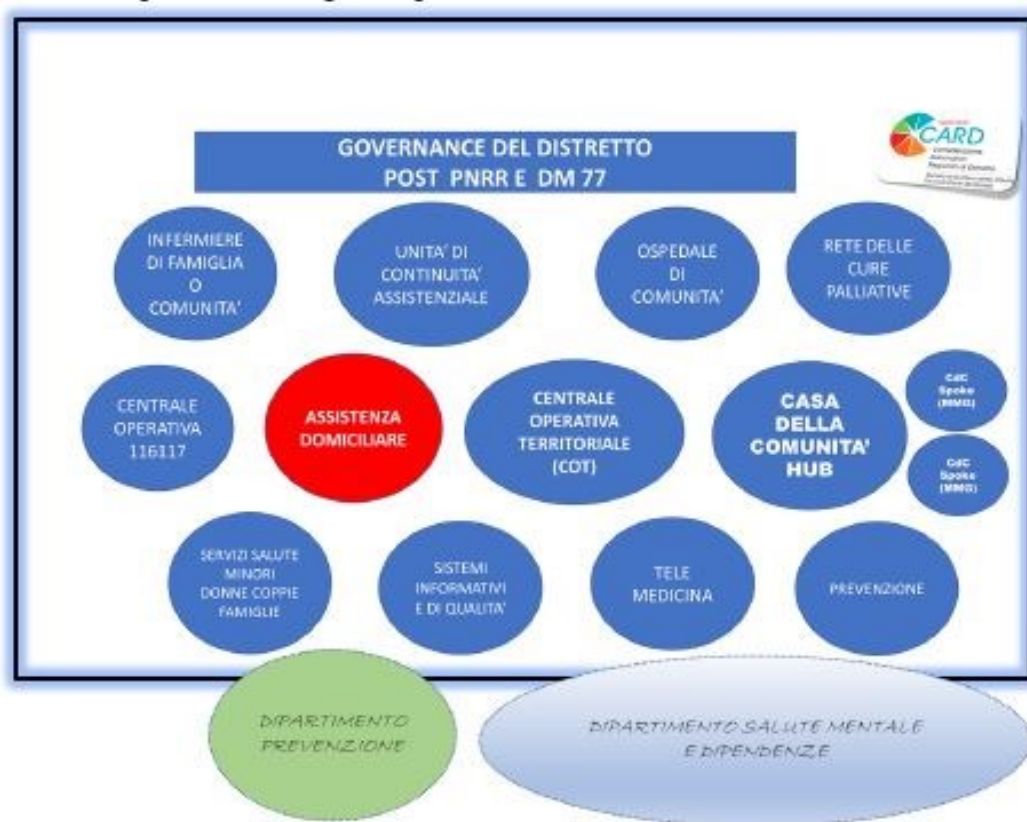 GOVERNANCE DEL DISTRETTO
POST PNRR E DM 77
CARD
INFERMIERE
DI FAMIGLIA
O
COMUNITA'
UNITA' DI
CONTINUITA'
ASSISTENZIALE
OSPEDALE
DI
COMUNITA'
RETE DELLE
CURE
PALLIATIVE
CENTRALE
OPERATIVA
116117
ASSISTENZA
DOMICILIARE
CENTRALE
OPERATIVA
TERRITORIALE
(COT)
CASA
DELLA
COMUNITA'
HUB
CdC
Spoke
(MMG)
CdC
Spoke
(MMG)
SERVIZI SALUTE
MINORI
DONNE COPPIE
FAMIGLIE
SISTEMI
INFORMATIVI
E DI QUALITA'
TELE
MEDICINA
PREVENZIONE
DIPARTIMENTO
PREVENZIONE
DIPARTIMENTO SALUTE MENTALE
E DIPENDENZE